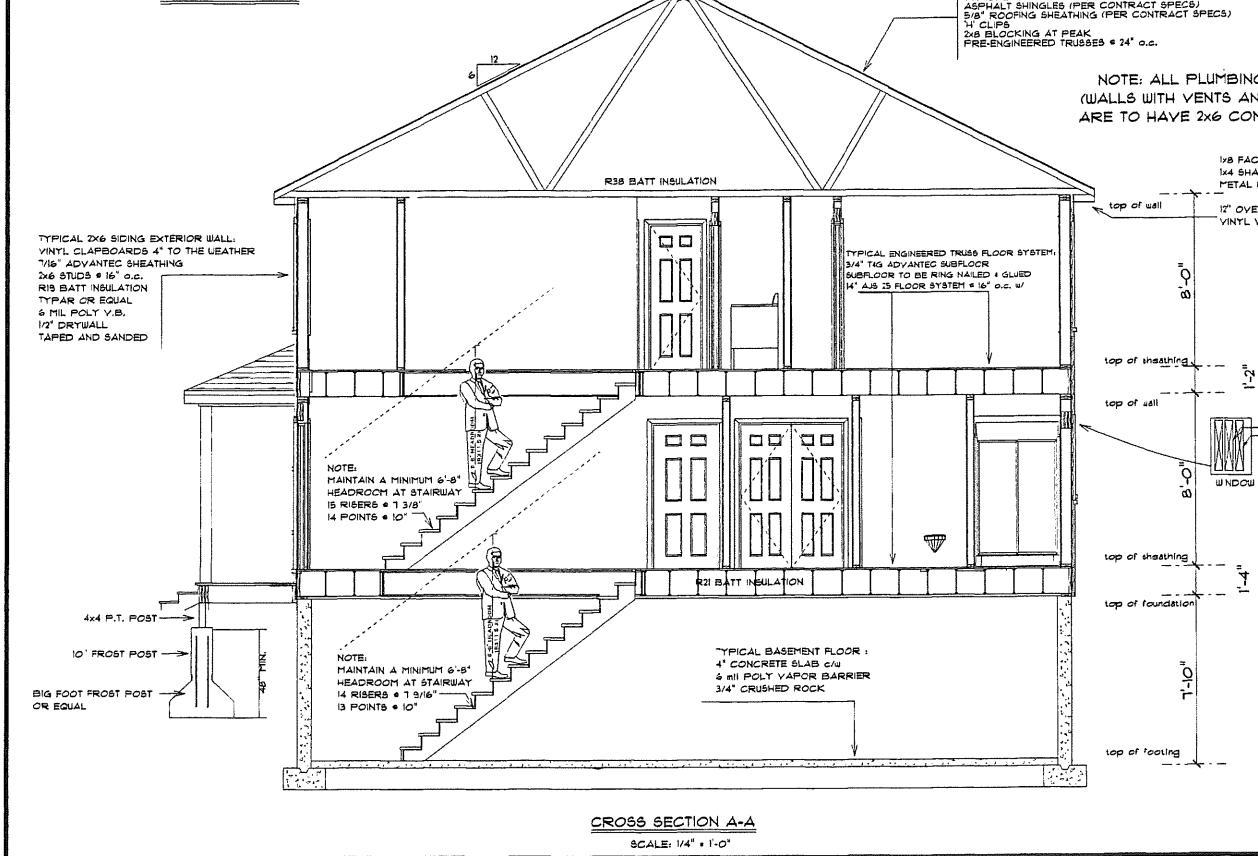 ASPHALT SHINGLES (PER CONTRACT SPECS)
5/8" ROOFING SHEATHING (PER CONTRACT SPECS)
'H' CLIPS
2x8 BLOCKING AT PEAK
PRE-ENGINEERED TRUSSES @ 24" o.c.
12
6
NOTE: ALL PLUMBING
(WALLS WITH VENTS AN
ARE TO HAVE 2x6 CON
1x8 FAC
1x4 SHA
METAL
12" OVE
VINYL V
R38 BATT INSULATION
top of wall
TYPICAL 2X6 SIDING EXTERIOR WALL:
VINYL CLAPBOARDS 4" TO THE WEATHER
7/16" ADVANTEC SHEATHING
2x6 STUDS @ 16" o.c.
R19 BATT INSULATION
TYPAR OR EQUAL
6 MIL POLY V.B.
1/2" DRYWALL
TAPED AND SANDED
TYPICAL ENGINEERED TRUSS FLOOR SYSTEM:
3/4" T&G ADVANTEC SUBFLOOR
SUBFLOOR TO BE RING NAILED & GLUED
14" AJS 25 FLOOR SYSTEM @ 16" o.c. w/
8'-0"
top of sheathing
1'-2"
top of wall
NOTE:
MAINTAIN A MINIMUM 6'-8"
HEADROOM AT STAIRWAY
15 RISERS @ 7 3/8"
14 POINTS @ 10"
8'-0"
WNDOW
top of sheathing
R21 BATT INSULATION
1'-4"
top of foundation
4x4 P.T. POST
10" FROST POST
48" MIN.
BIG FOOT FROST POST
OR EQUAL
NOTE:
MAINTAIN A MINIMUM 6'-8"
HEADROOM AT STAIRWAY
14 RISERS @ 7 9/16"
13 POINTS @ 10"
TYPICAL BASEMENT FLOOR :
4" CONCRETE SLAB c/w
6 mil POLY VAPOR BARRIER
3/4" CRUSHED ROCK
7'-10"
top of footing
CROSS SECTION A-A
SCALE: 1/4" = 1'-0"